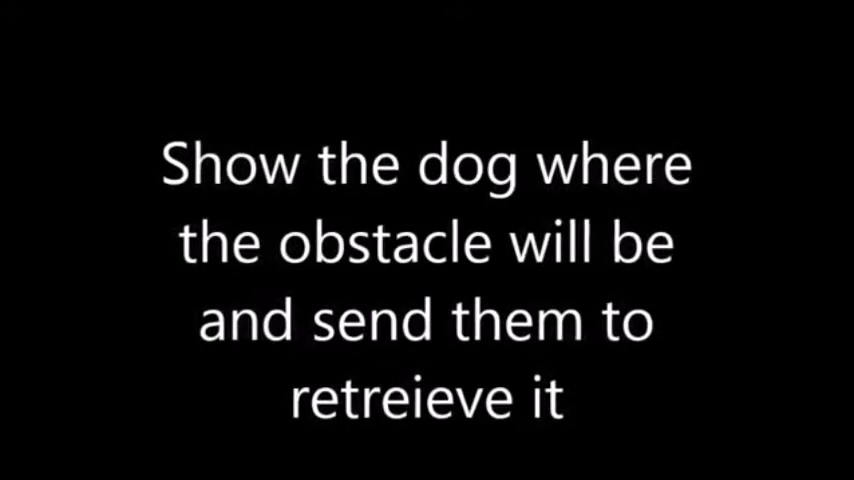 Show the dog where
the obstacle will be
and send them to
retreieve it